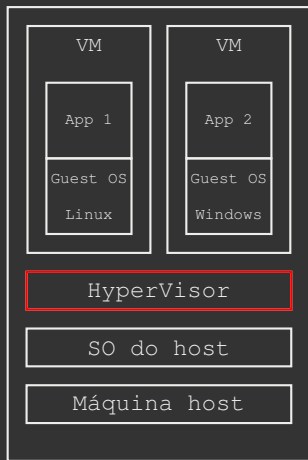 VM
App 1
Guest OS
Linux
VM
App 2
Guest OS
Windows
HyperVisor
SO do host
Máquina host